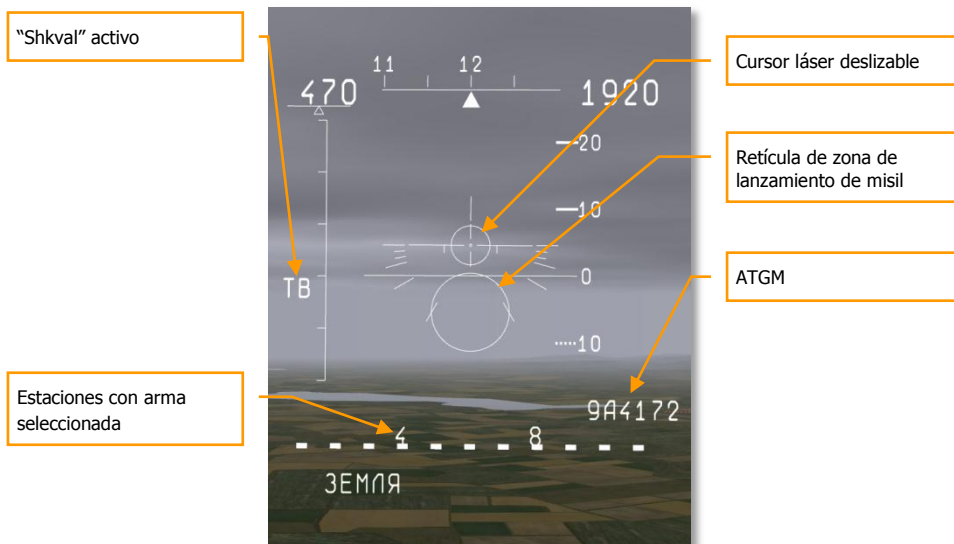 “Shkval” activo
Cursor láser deslizable
Retícula de zona de
lanzamiento de misil
ATGM
Estaciones con arma
seleccionada
11 12
470 1920
20
10
0
ТВ
10
9А4172
4 8
ЗЕМЛЯ